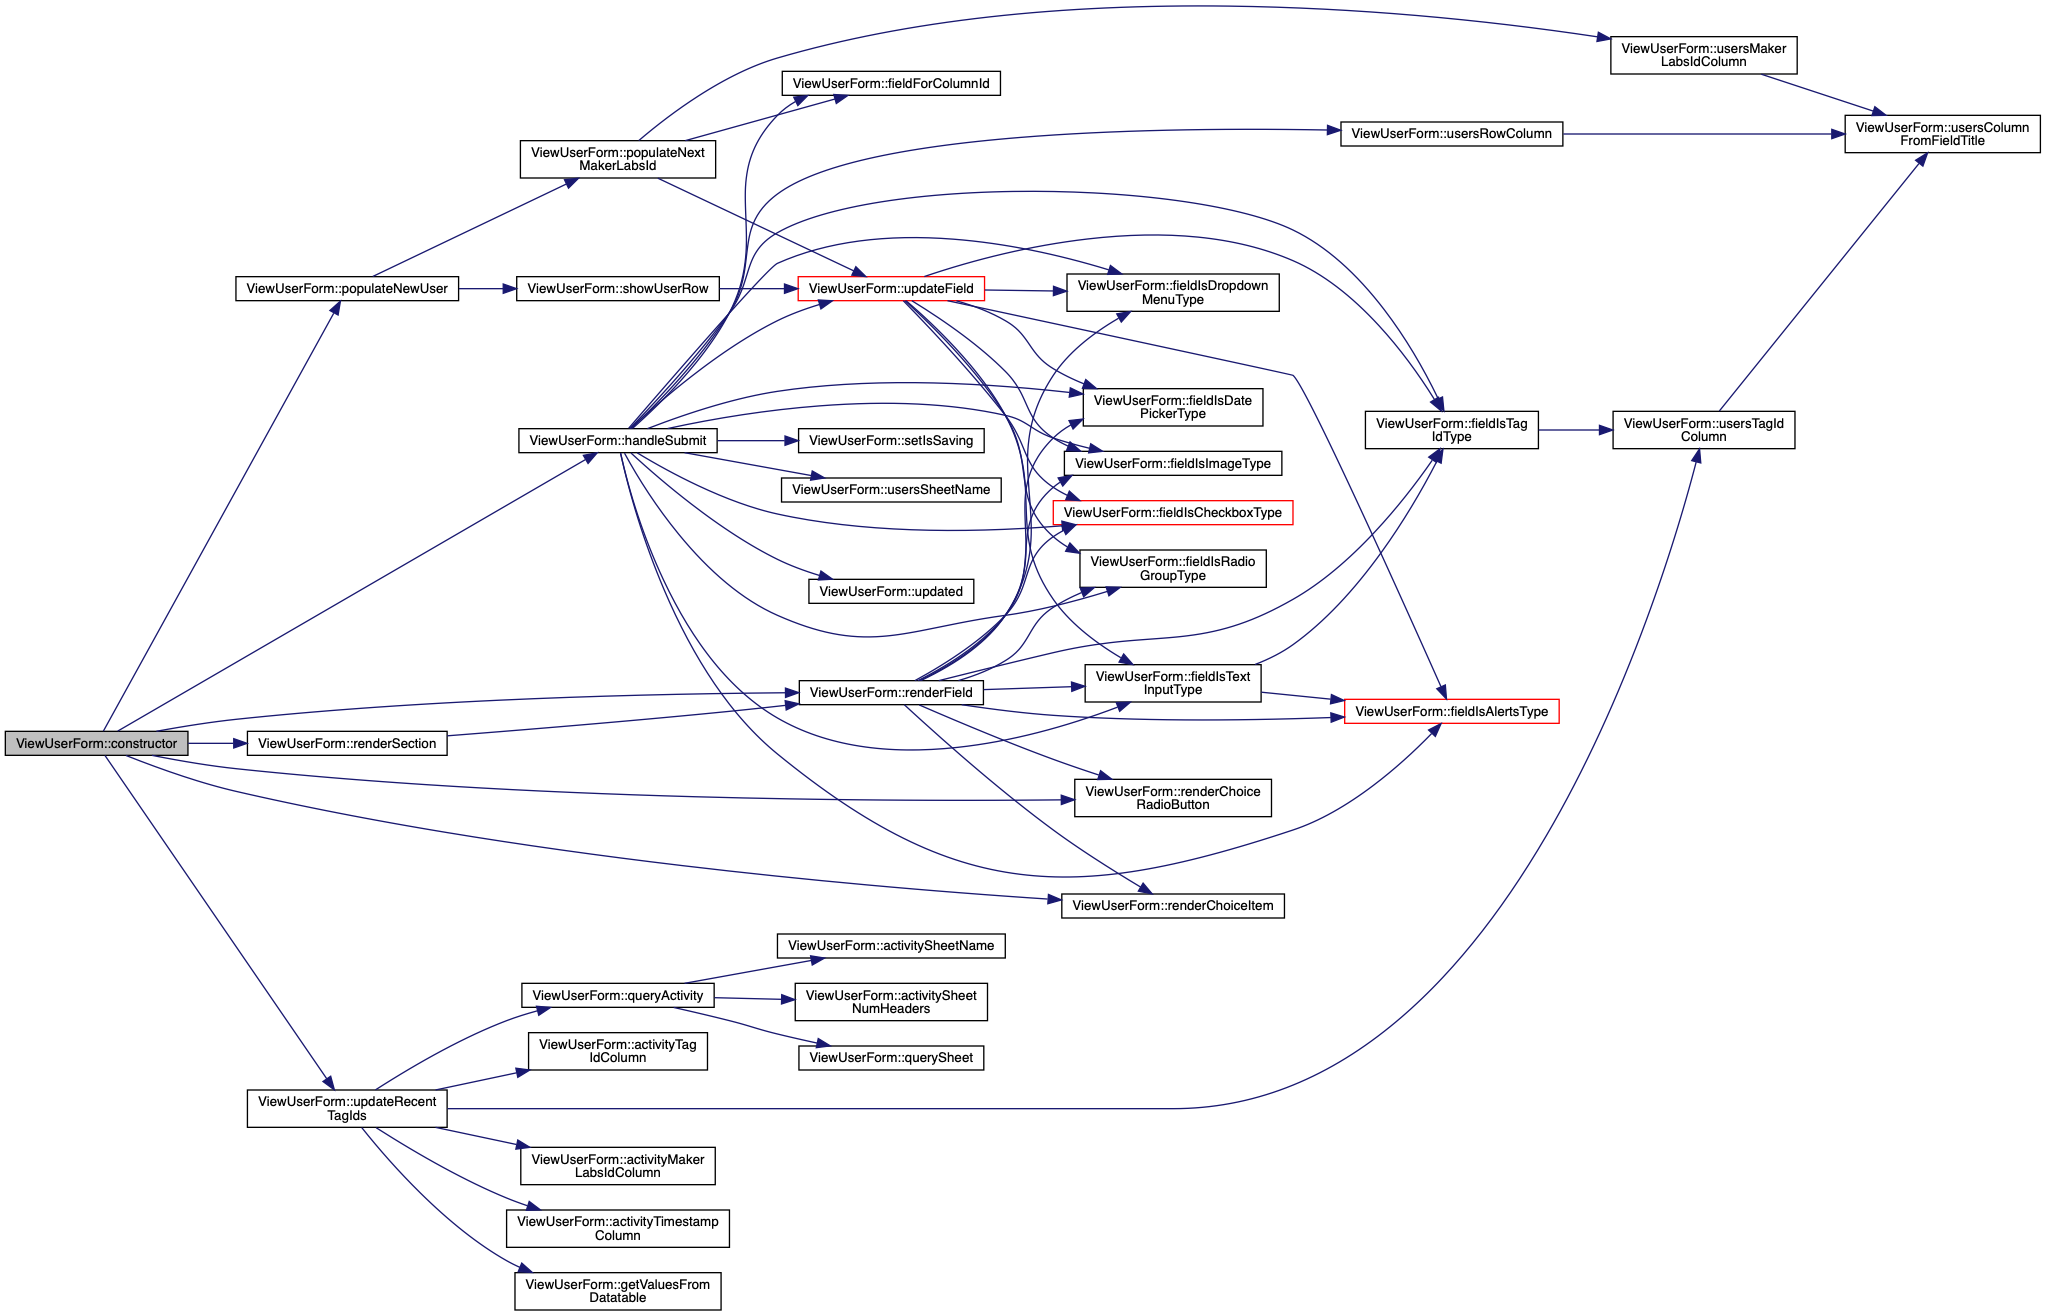 ViewUserForm::usersMaker
LabsIdColumn
ViewUserForm::fieldForColumnId
ViewUserForm::usersRowColumn
ViewUserForm::usersColumn
FromFieldTitle
ViewUserForm::populateNext
MakerLabsId
ViewUserForm::populateNewUser
ViewUserForm::showUserRow
ViewUserForm::updateField
ViewUserForm::fieldIsDropdown
MenuType
ViewUserForm::fieldIsDate
PickerType
ViewUserForm::fieldIsTag
IdType
ViewUserForm::usersTagId
Column
ViewUserForm::handleSubmit
ViewUserForm::setIsSaving
ViewUserForm::fieldIsImageType
ViewUserForm::usersSheetName
ViewUserForm::fieldIsCheckboxType
ViewUserForm::fieldIsRadio
GroupType
ViewUserForm::updated
ViewUserForm::renderField
ViewUserForm::fieldIsText
InputType
ViewUserForm::fieldIsAlertsType
ViewUserForm::constructor
ViewUserForm::renderSection
ViewUserForm::renderChoice
RadioButton
ViewUserForm::renderChoiceItem
ViewUserForm::activitySheetName
ViewUserForm::queryActivity
ViewUserForm::activitySheet
NumHeaders
ViewUserForm::activityTag
IdColumn
ViewUserForm::querySheet
ViewUserForm::updateRecent
TagIds
ViewUserForm::activityMaker
LabsIdColumn
ViewUserForm::activityTimestamp
Column
ViewUserForm::getValuesFrom
Datatable